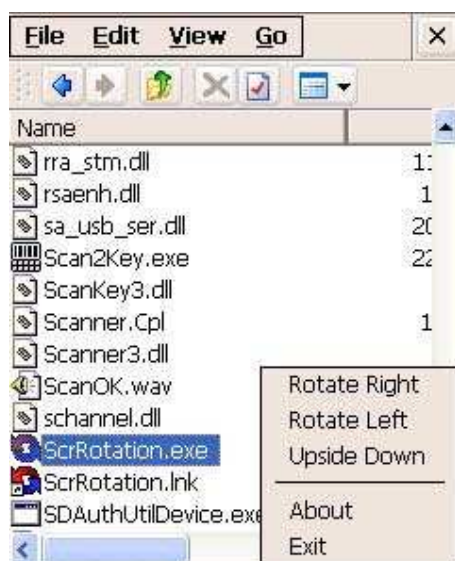 File Edit View Go
Name
rra_stm.dll
rsaenh.dll
sa_usb_ser.dll
Scan2Key.exe
ScanKey3.dll
Scanner.Cpl
Scanner3.dll
ScanOK.wav
schannel.dll
ScrRotation.exe
ScrRotation.lnk
SDAuthUtilDevice.exe
Rotate Right
Rotate Left
Upside Down
About
Exit